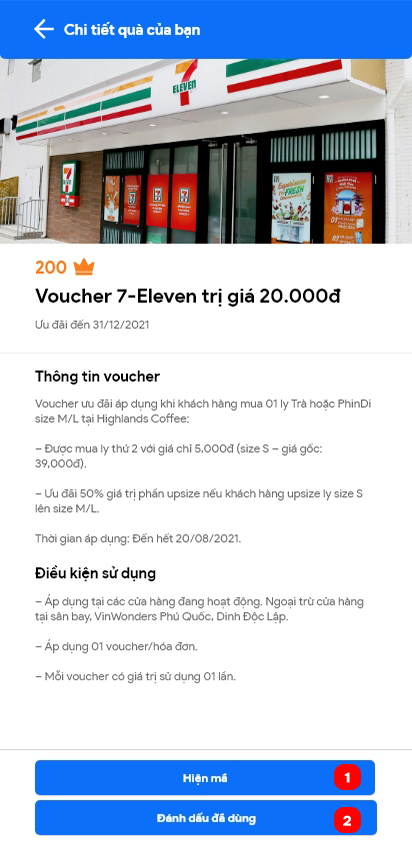 Chi tiết quà của bạn
7
ELEVEN
200
Voucher 7-Eleven trị giá 20.000đ
Ưu đãi đến 31/12/2021
Thông tin voucher
Voucher ưu đãi áp dụng khi khách hàng mua 01 ly Trà hoặc PhinDi
size M/L tại Highlands Coffee:
– Được mua ly thứ 2 với giá chỉ 5,000đ (size S – giá gốc:
39,000đ).
– Ưu đãi 50% giá trị phần upsize nếu khách hàng upsize ly size S
lên size M/L.
Thời gian áp dụng: Đến hết 20/08/2021.
Điều kiện sử dụng
– Áp dụng tại các cửa hàng đang hoạt động. Ngoại trừ cửa hàng
tại sân bay, VinWonders Phú Quốc, Dinh Độc Lập.
– Áp dụng 01 voucher/hóa đơn.
– Mỗi voucher có giá trị sử dụng 01 lần.
Hiện mã
1
Đánh dấu đã dùng
2